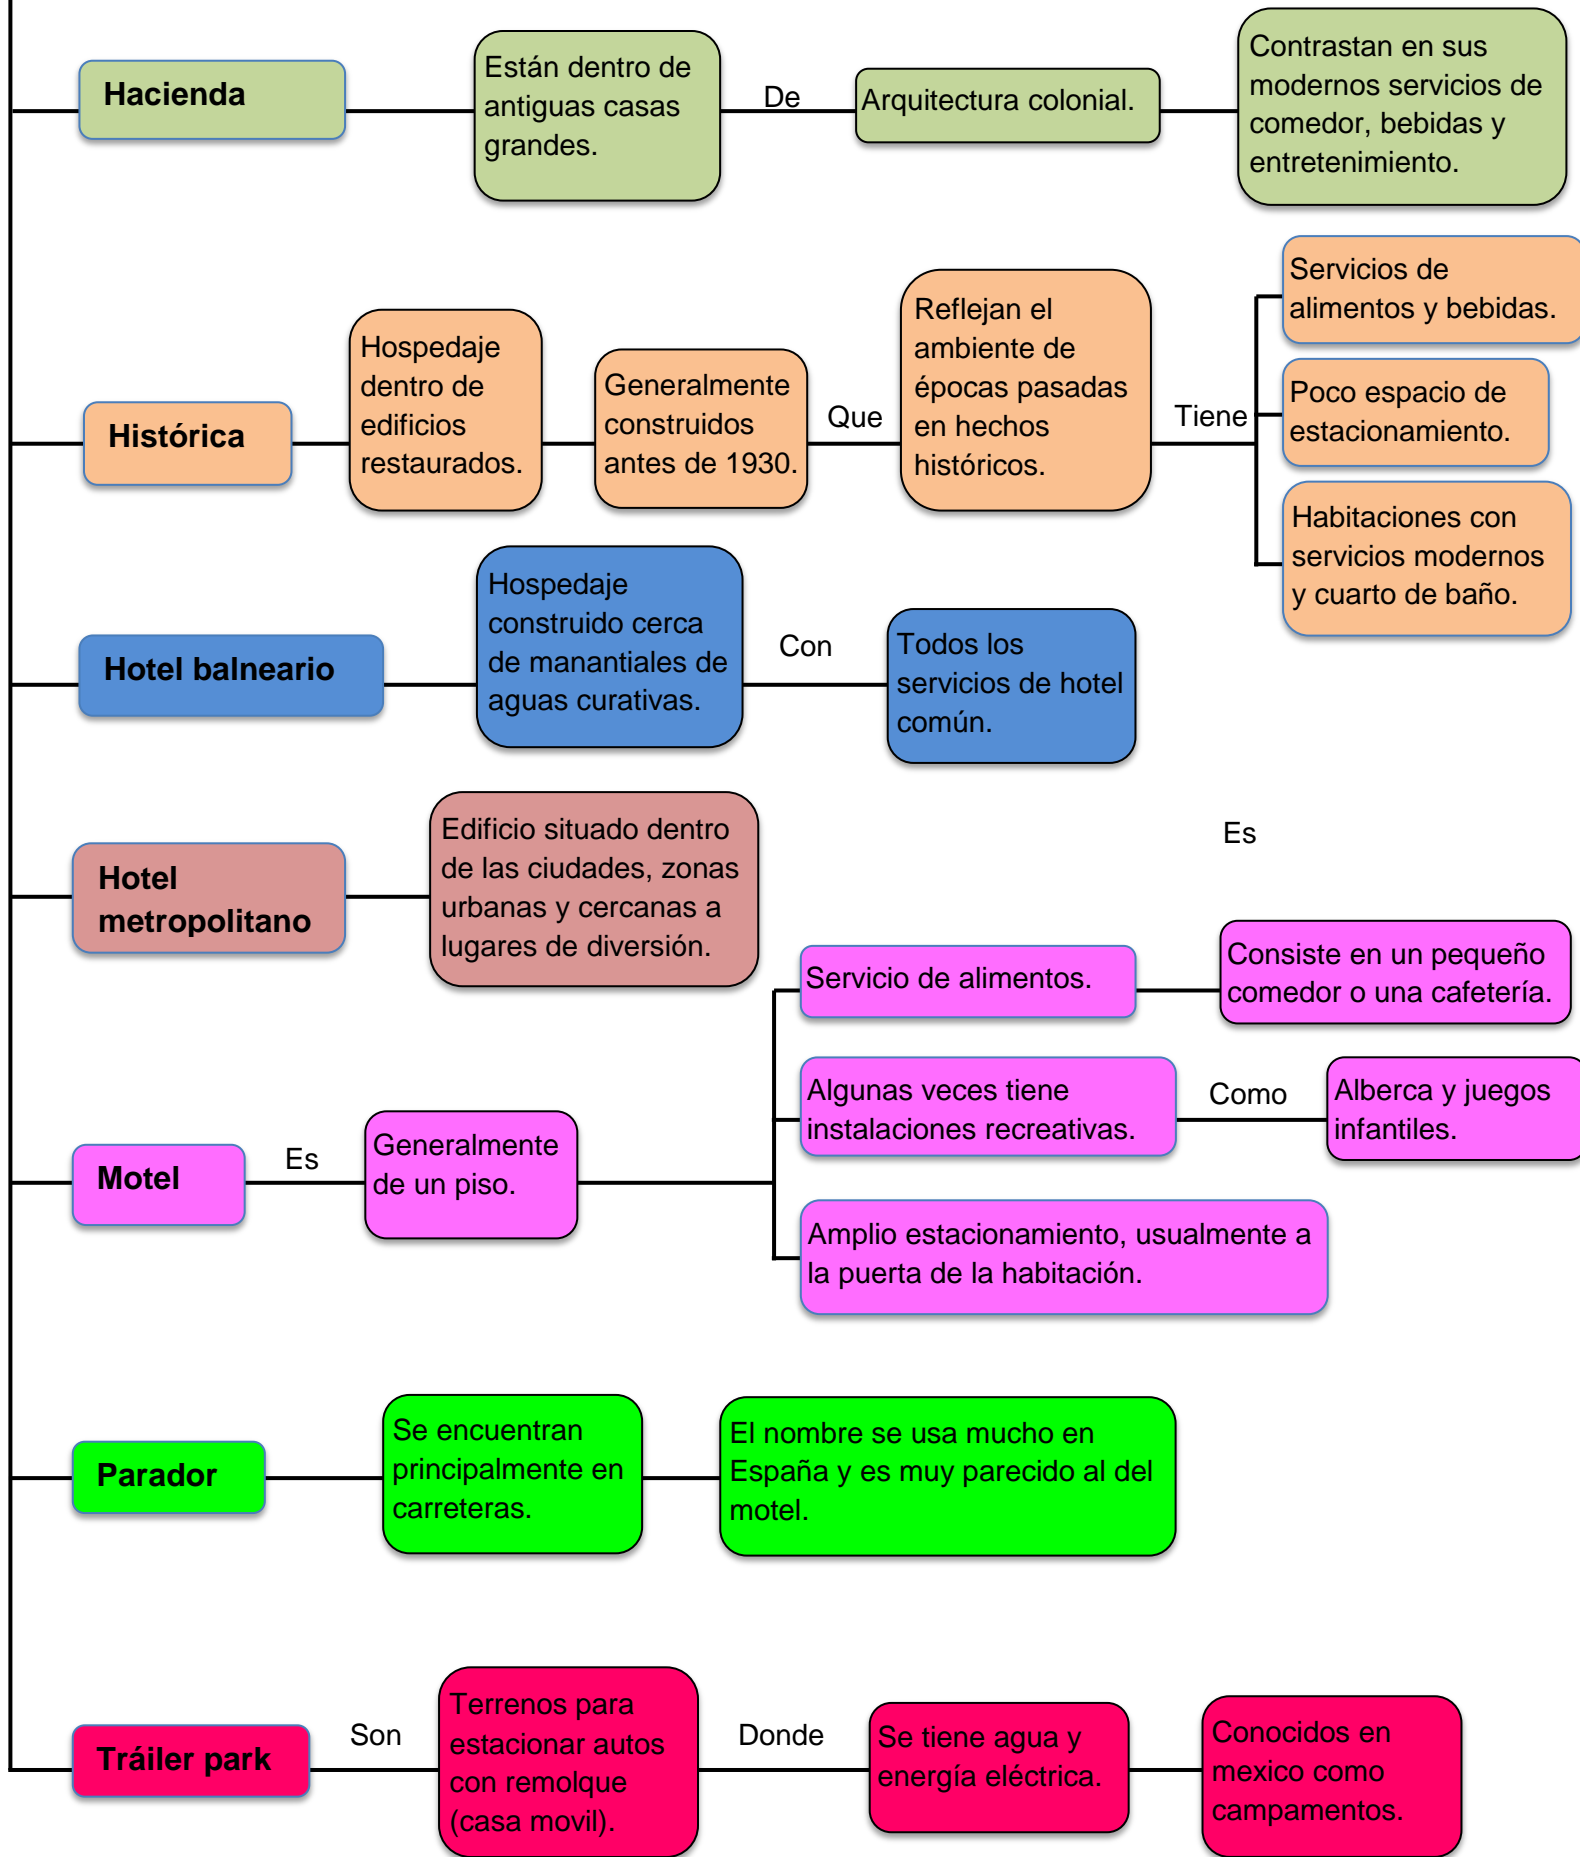 Hacienda
Están dentro de
antiguas casas
grandes.
De
Arquitectura colonial.
Contrastan en sus
modernos servicios de
comedor, bebidas y
entretenimiento.
Histórica
Hospedaje
dentro de
edificios
restaurados.
Generalmente
construidos
antes de 1930.
Que
Reflejan el
ambiente de
épocas pasadas
en hechos
históricos.
Tiene
Servicios de
alimentos y bebidas.
Poco espacio de
estacionamiento.
Habitaciones con
servicios modernos
y cuarto de baño.
Hotel balneario
Hospedaje
construido cerca
de manantiales de
aguas curativas.
Con
Todos los
servicios de hotel
común.
Hotel
metropolitano
Edificio situado dentro
de las ciudades, zonas
urbanas y cercanas a
lugares de diversión.
Es
Motel
Es
Generalmente
de un piso.
Servicio de alimentos.
Consiste en un pequeño
comedor o una cafetería.
Algunas veces tiene
instalaciones recreativas.
Como
Alberca y juegos
infantiles.
Amplio estacionamiento, usualmente a
la puerta de la habitación.
Parador
Se encuentran
principalmente en
carreteras.
El nombre se usa mucho en
España y es muy parecido al del
motel.
Tráiler park
Son
Terrenos para
estacionar autos
con remolque
(casa movil).
Donde
Se tiene agua y
energía eléctrica.
Conocidos en
mexico como
campamentos.